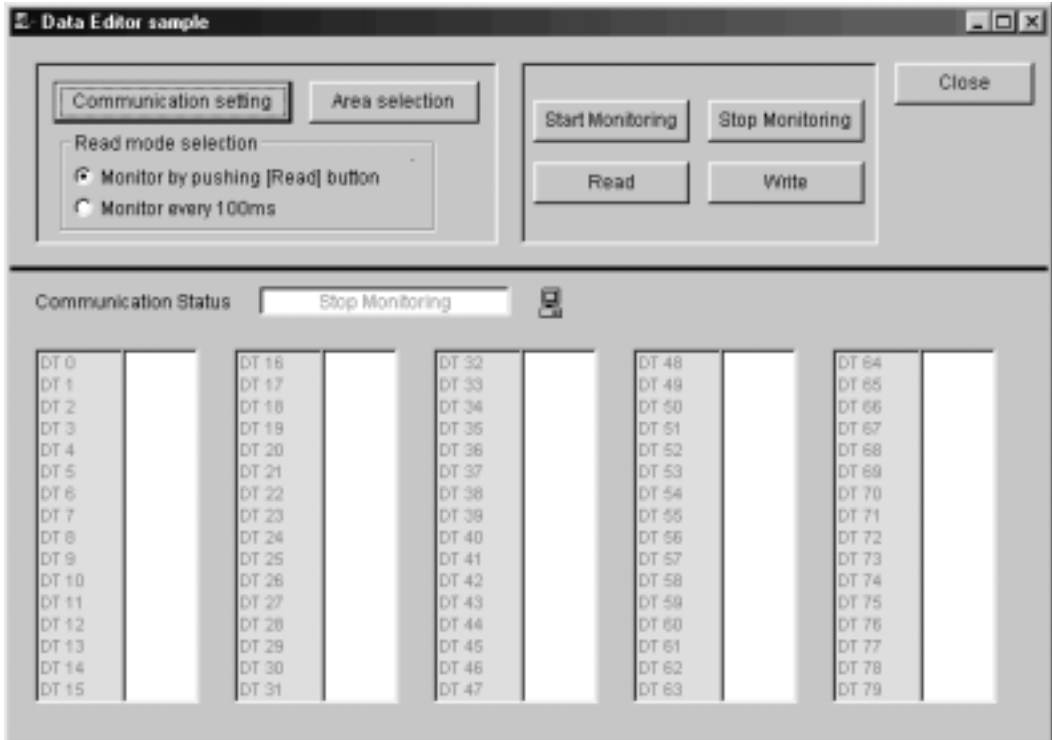 Data Editor sample
Communication setting
Area selection
Read mode selection
Monitor by pushing [Read] button
Monitor every 100ms
Start Monitoring
Stop Monitoring
Read
Write
Close
Communication Status
Stop Monitoring
DT 0
DT 1
DT 2
DT 3
DT 4
DT 5
DT 6
DT 7
DT 8
DT 9
DT 10
DT 11
DT 12
DT 13
DT 14
DT 15
DT 16
DT 17
DT 18
DT 19
DT 20
DT 21
DT 22
DT 23
DT 24
DT 25
DT 26
DT 27
DT 28
DT 29
DT 30
DT 31
DT 32
DT 33
DT 34
DT 35
DT 36
DT 37
DT 38
DT 39
DT 40
DT 41
DT 42
DT 43
DT 44
DT 45
DT 46
DT 47
DT 48
DT 49
DT 50
DT 51
DT 52
DT 53
DT 54
DT 55
DT 56
DT 57
DT 58
DT 59
DT 60
DT 61
DT 62
DT 63
DT 64
DT 65
DT 66
DT 67
DT 68
DT 69
DT 70
DT 71
DT 72
DT 73
DT 74
DT 75
DT 76
DT 77
DT 78
DT 79